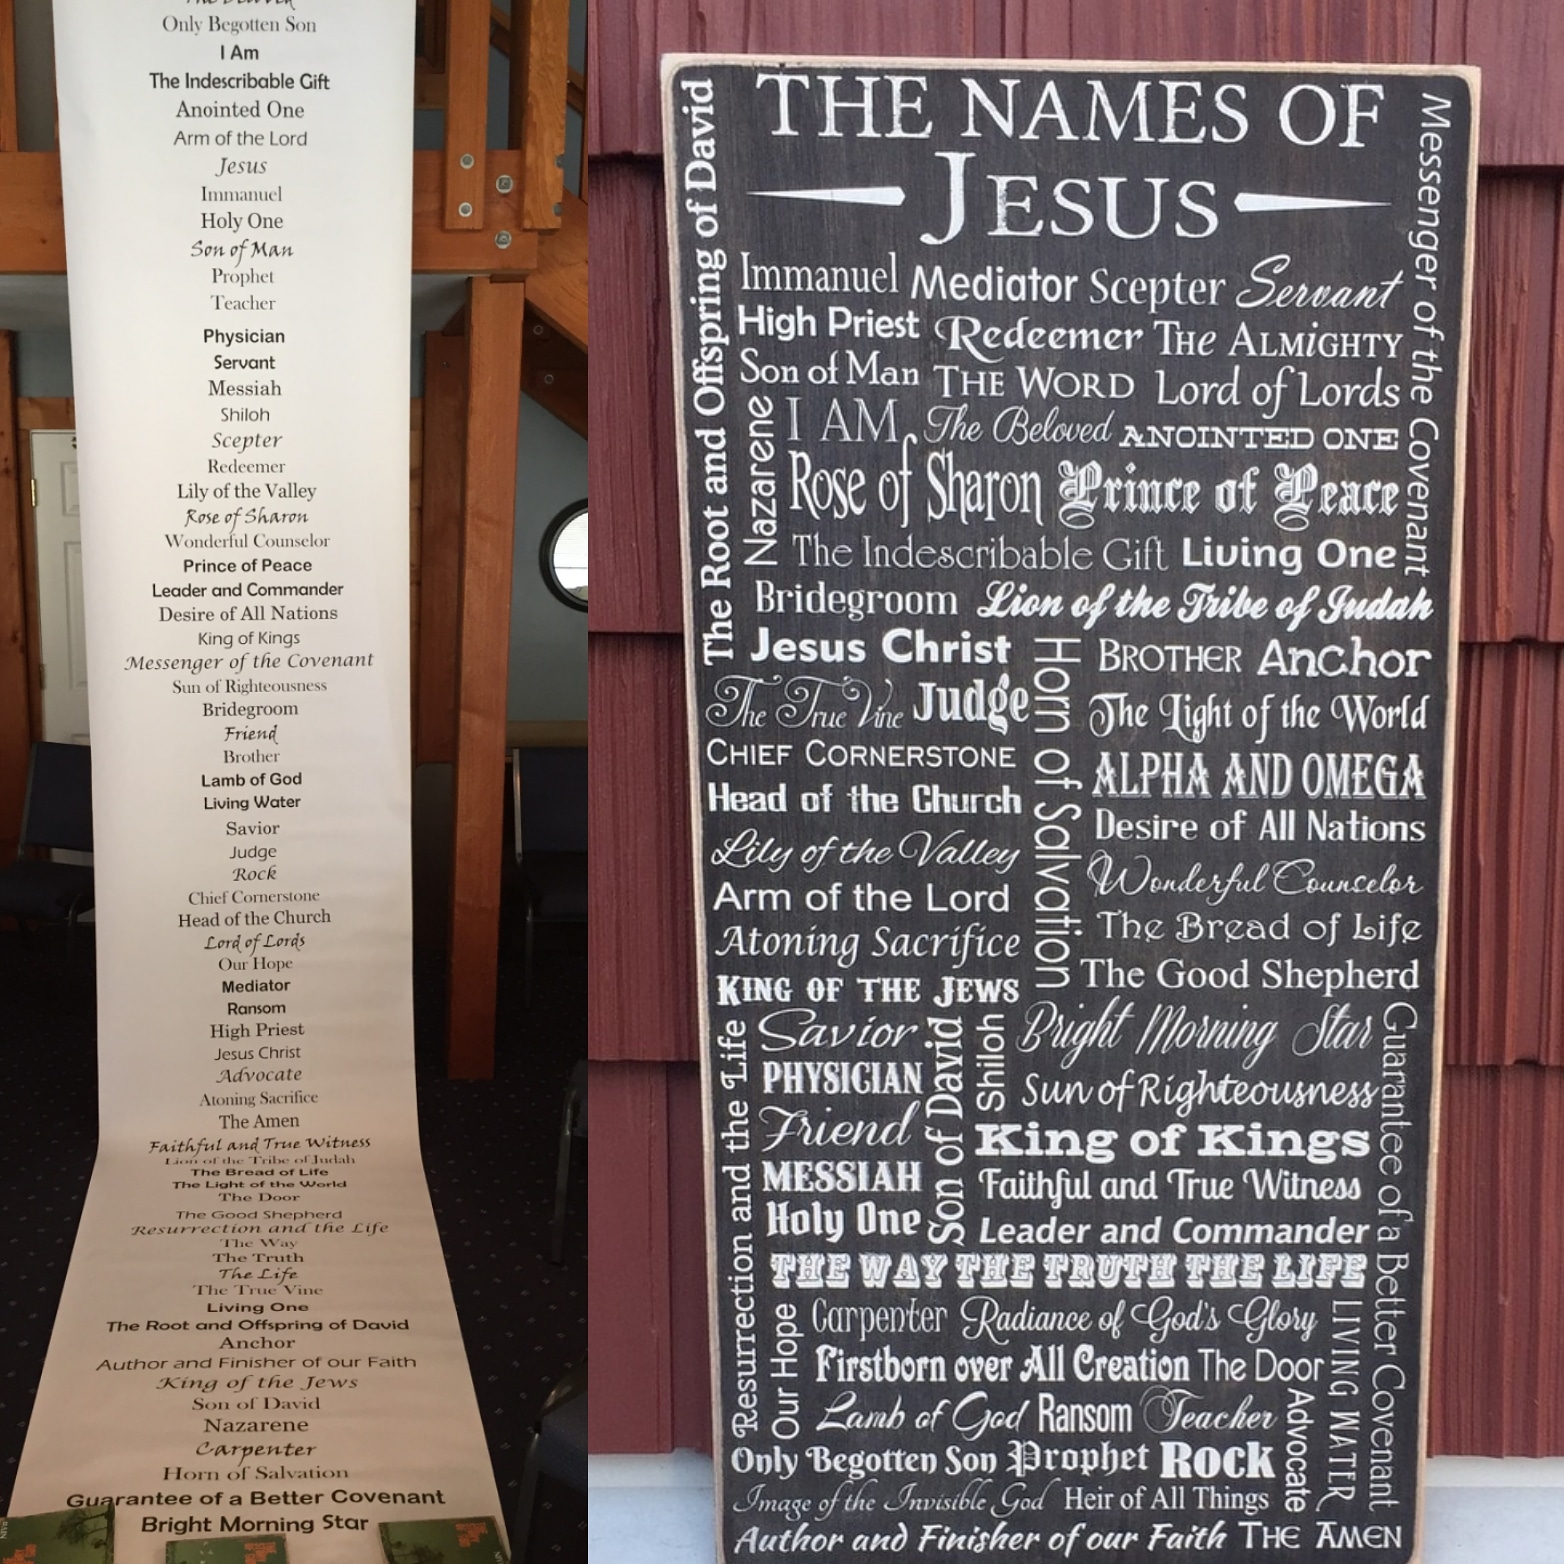 The Beloved
Only Begotten Son
I Am
The Indescribable Gift
Anointed One
Arm of the Lord
Jesus
Immanuel
Holy One
Son of Man
Prophet
Teacher
Physician
Servant
Messiah
Shiloh
Scepter
Redeemer
Lily of the Valley
Rose of Sharon
Wonderful Counselor
Prince of Peace
Leader and Commander
Desire of All Nations
King of Kings
Messenger of the Covenant
Sun of Righteousness
Bridegroom
Friend
Brother
Lamb of God
Living Water
Savior
Judge
Rock
Chief Cornerstone
Head of the Church
Lord of Lords
Our Hope
Mediator
Ransom
High Priest
Jesus Christ
Advocate
Atoning Sacrifice
The Amen
Faithful and True Witness
Lion of the Tribe of Judah
The Bread of Life
The Light of the World
The Door
The Good Shepherd
Resurrection and the Life
The Way
The Truth
The Life
The True Vine
Living One
The Root and Offspring of David
Anchor
Author and Finisher of our Faith
King of the Jews
Son of David
Nazarene
Carpenter
Horn of Salvation
Guarantee of a Better Covenant
Bright Morning Star
THE NAMES OF
JESUS
The Root and Offspring of David
Messenger of the Covenant
Immanuel Mediator Scepter Servant
High Priest Redeemer THE ALMiGHTY
Son of Man THE WORD Lord of Lords
Nazarene
I AM The Beloved ANOINTED ONE
Rose of Sharon Prince of Peace
The Indescribable Gift Living One
Bridegroom Lion of the Tribe of Judah
Jesus Christ
Horn of Salvation
BROTHER Anchor
The True Vine Judge
The Light of the World
CHIEF CORNERSTONE
ALPHA AND OMEGA
Head of the Church
Desire of All Nations
Lily of the Valley
Wonderful Counselor
Arm of the Lord
The Bread of Life
Atoning Sacrifice
The Good Shepherd
KING OF THE JEWS
Resurrection and the Life
Savior
Son of David
Shiloh
Bright Morning Star
Guarantee of a Better Covenant
PHYSICIAN
Sun of Righteousness
Friend
King of Kings
MESSIAH
Faithful and True Witness
Holy One
Leader and Commander
THE WAY THE TRUTH THE LIFE
Our Hope
Carpenter Radiance of God's Glory
LIVING WATER
Firstborn over All Creation The Door
Lamb of God Ransom Teacher
Advocate
Only Begotten Son Prophet ROCK
Image of the Invisible God Heir of All Things
Author and Finisher of our Faith THE AMEN